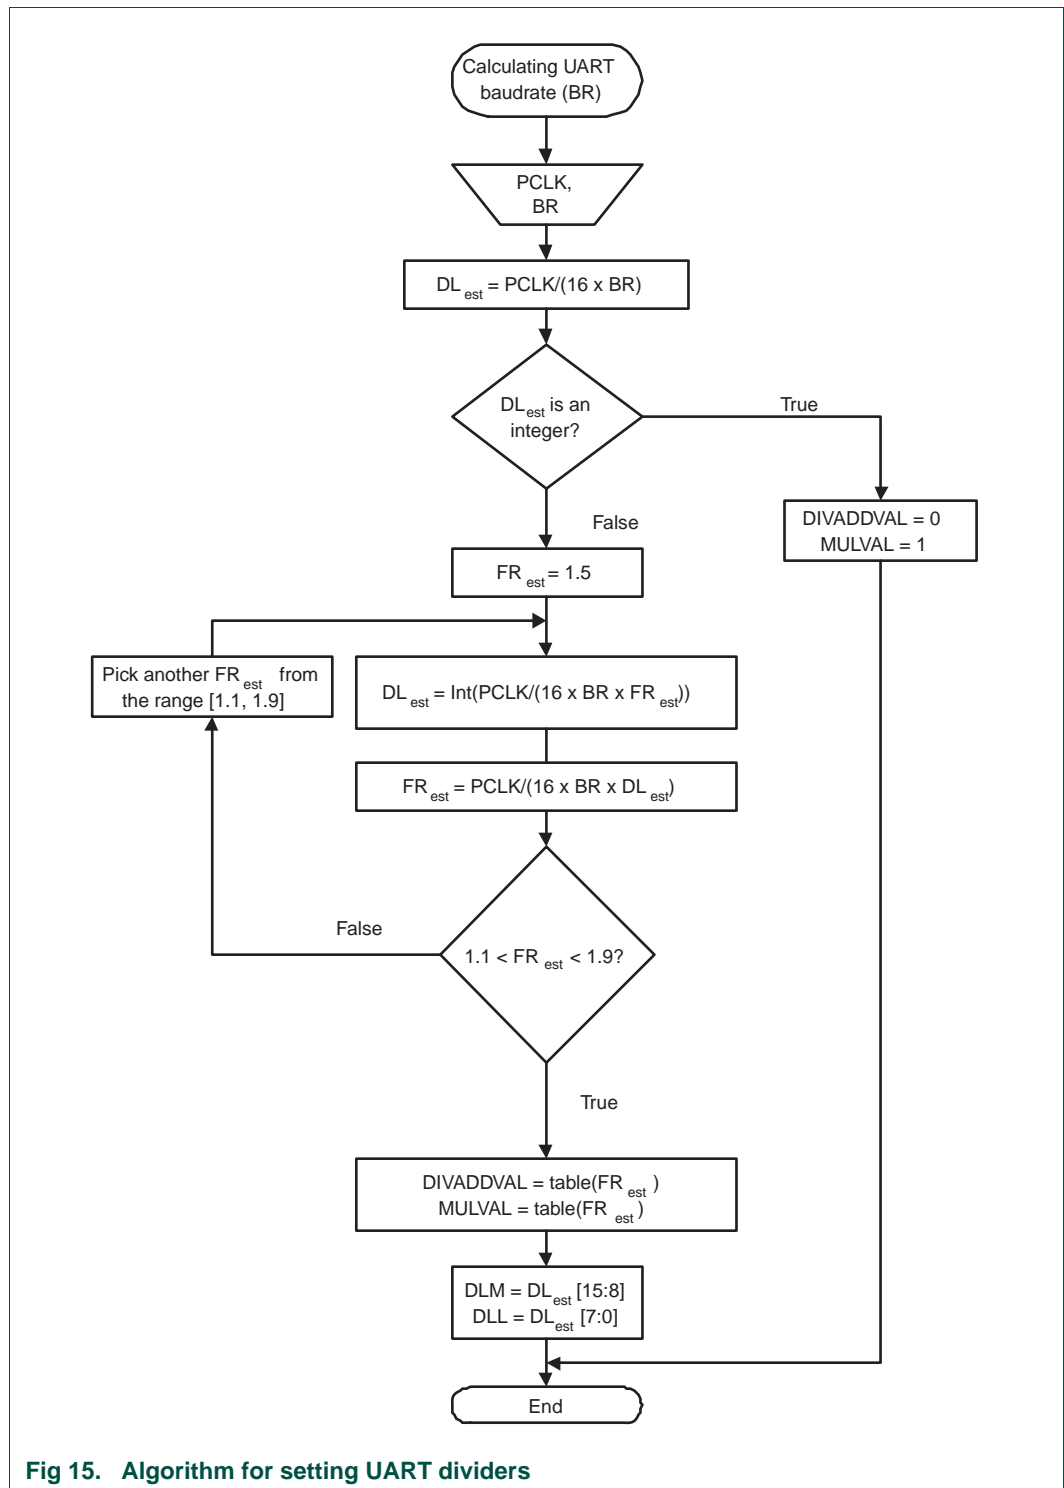 Calculating UART
baudrate (BR)
PCLK,
BR
DL est = PCLK/(16 x BR)
DLest is an
integer?
True
False
DIVADDVAL = 0
MULVAL = 1
FR est = 1.5
Pick another FR est from
the range [1.1, 1.9]
DL est = Int(PCLK/(16 x BR x FR est))
FR est = PCLK/(16 x BR x DL est)
False
1.1 < FR est < 1.9?
True
DIVADDVAL = table(FR est )
MULVAL = table(FR est )
DLM = DLest [15:8]
DLL = DLest [7:0]
End
Fig 15. Algorithm for setting UART dividers